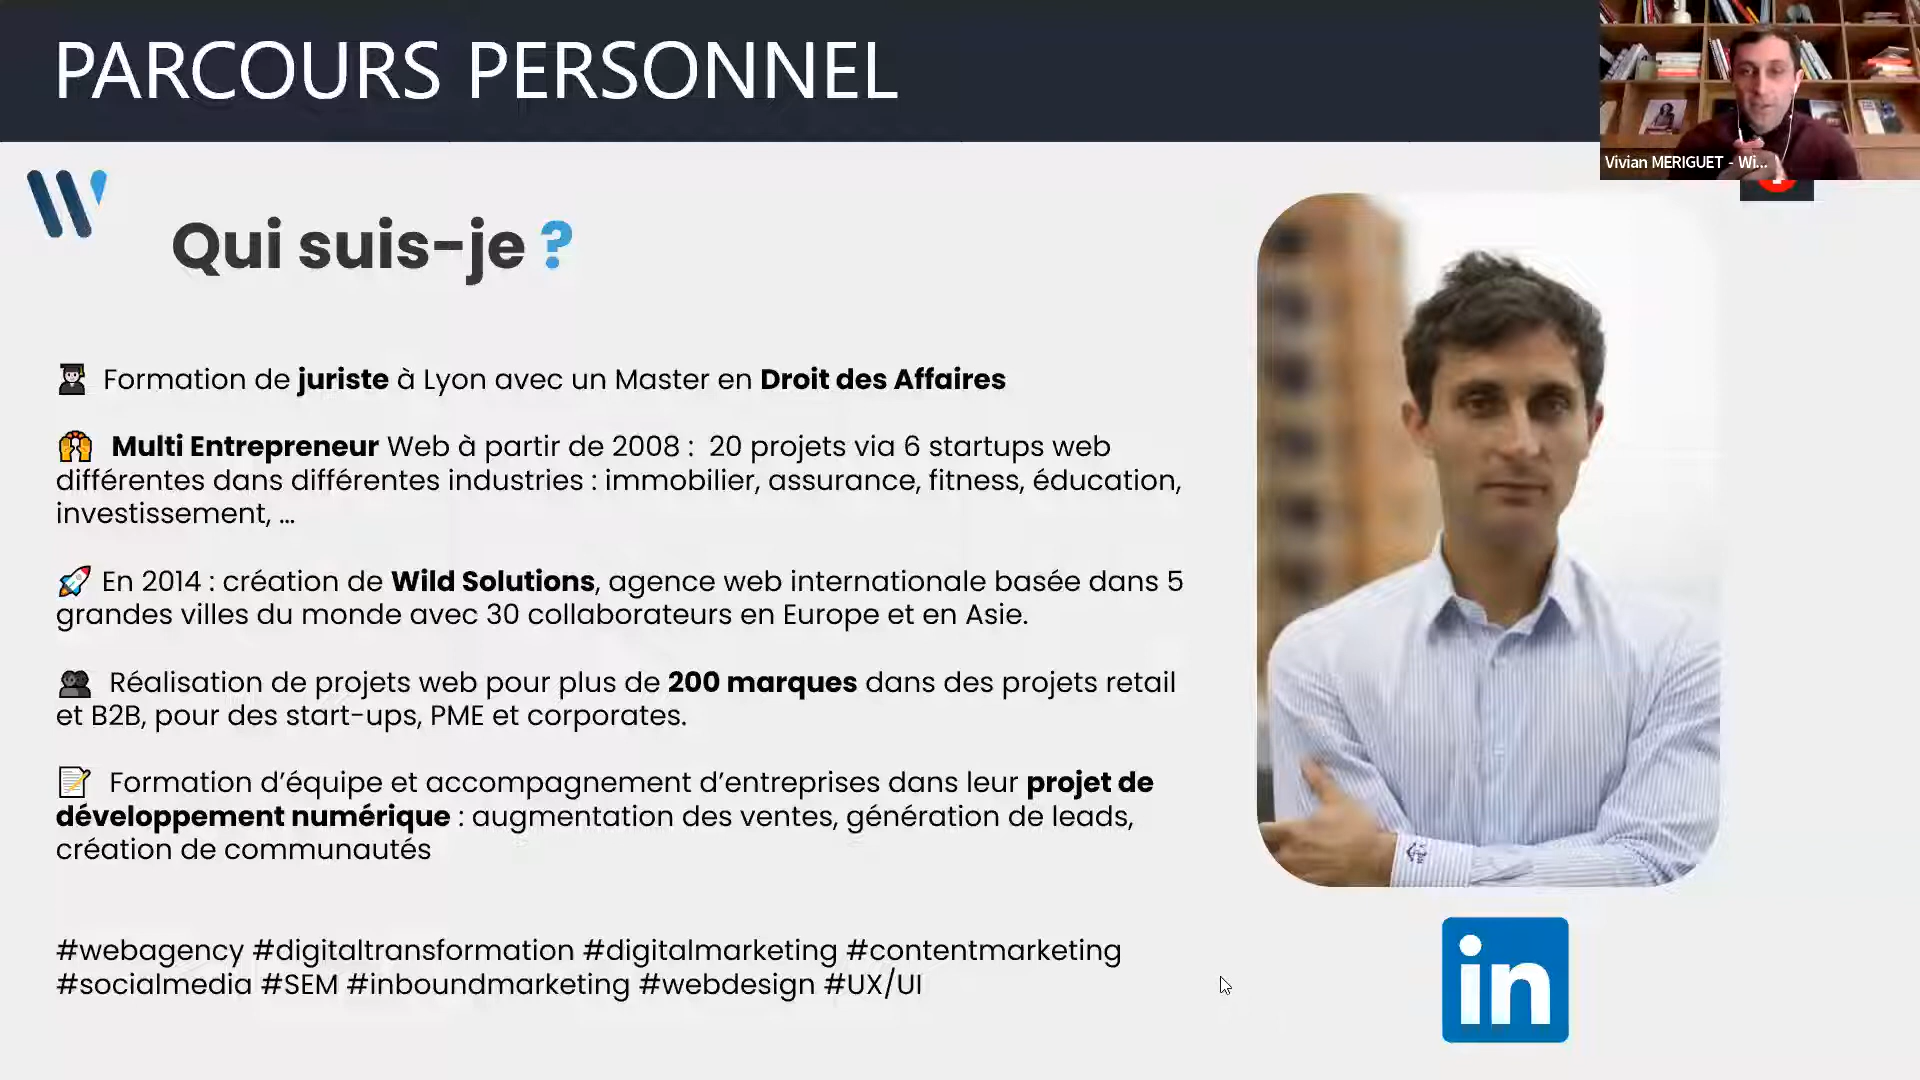 PARCOURS PERSONNEL
Vivian MERIGUET - Wi...
Qui suis-je ?
Formation de juriste à Lyon avec un Master en Droit des Affaires
Multi Entrepreneur Web à partir de 2008 : 20 projets via 6 startups web
différentes dans différentes industries : immobilier, assurance, fitness, éducation,
investissement, ...
En 2014 : création de Wild Solutions, agence web internationale basée dans 5
grandes villes du monde avec 30 collaborateurs en Europe et en Asie.
Réalisation de projets web pour plus de 200 marques dans des projets retail
et B2B, pour des start-ups, PME et corporates.
Formation d’équipe et accompagnement d’entreprises dans leur projet de
développement numérique : augmentation des ventes, génération de leads,
création de communautés
#webagency #digitaltransformation #digitalmarketing #contentmarketing
#socialmedia #SEM #inboundmarketing #webdesign #UX/UI
in